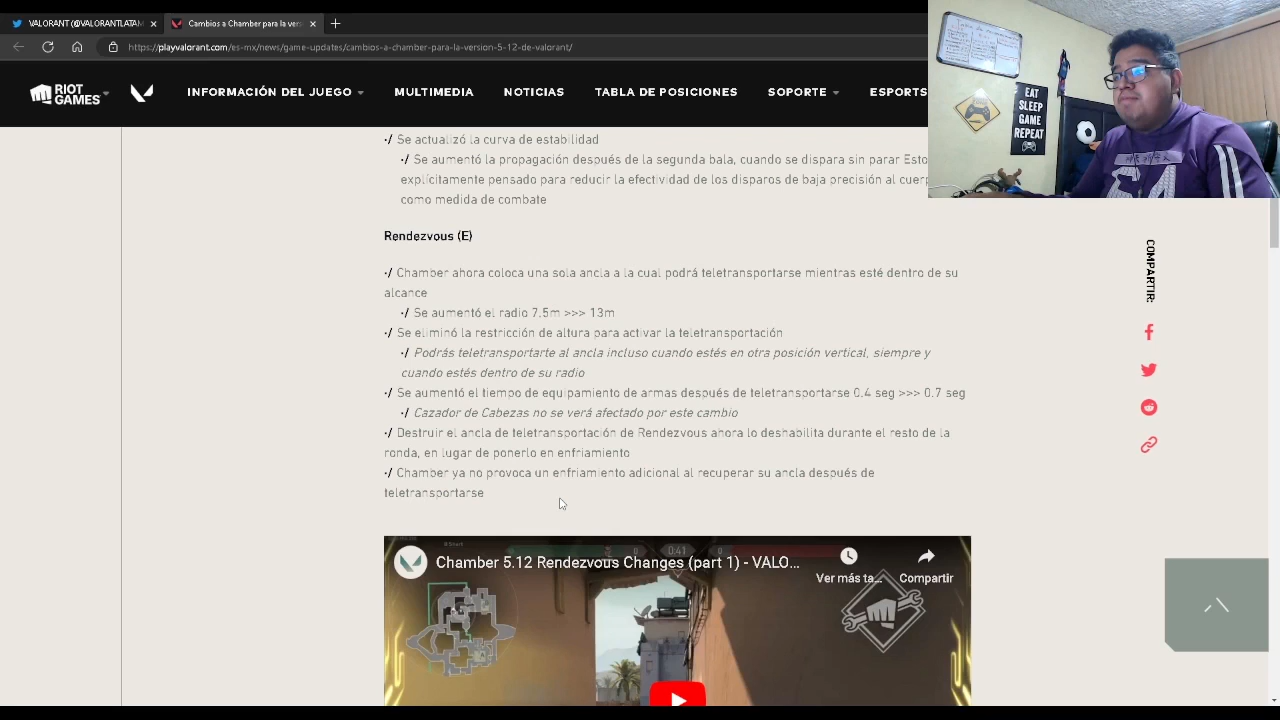 VALORANT (@VALORANTLATAM
Cambios a Chamber para la vers
https://playvalorant.com/es-mx/news/game-updates/cambios-a-chamber-para-la-version-5-12-de-valorant/
RIOT GAMES
INFORMACIÓN DEL JUEGO
MULTIMEDIA
NOTICIAS
TABLA DE POSICIONES
SOPORTE
ESPORTS
EAT
SLEEP
GAME
REPEAT
·/ Se actualizó la curva de estabilidad
·/ Se aumentó la propagación después de la segunda bala, cuando se dispara sin parar Esto
explícitamente pensado para reducir la efectividad de los disparos de baja precisión al cuerp
como medida de combate
Rendezvous (E)
·/ Chamber ahora coloca una sola ancla a la cual podrá teletransportarse mientras esté dentro de su
alcance
·/ Se aumentó el radio 7.5m >>> 13m
·/ Se eliminó la restricción de altura para activar la teletransportación
·/ Podrás teletransportarte al ancla incluso cuando estés en otra posición vertical, siempre y
cuando estés dentro de su radio
·/ Se aumentó el tiempo de equipamiento de armas después de teletransportarse 0.4 seg >>> 0.7 seg
·/ Cazador de Cabezas no se verá afectado por este cambio
·/ Destruir el ancla de teletransportación de Rendezvous ahora lo deshabilita durante el resto de la
ronda, en lugar de ponerlo en enfriamiento
·/ Chamber ya no provoca un enfriamiento adicional al recuperar su ancla después de
teletransportarse
COMPARTIR:
Chamber 5.12 Rendezvous Changes (part 1) - VALO...
Ver más ta...
Compartir
0:41